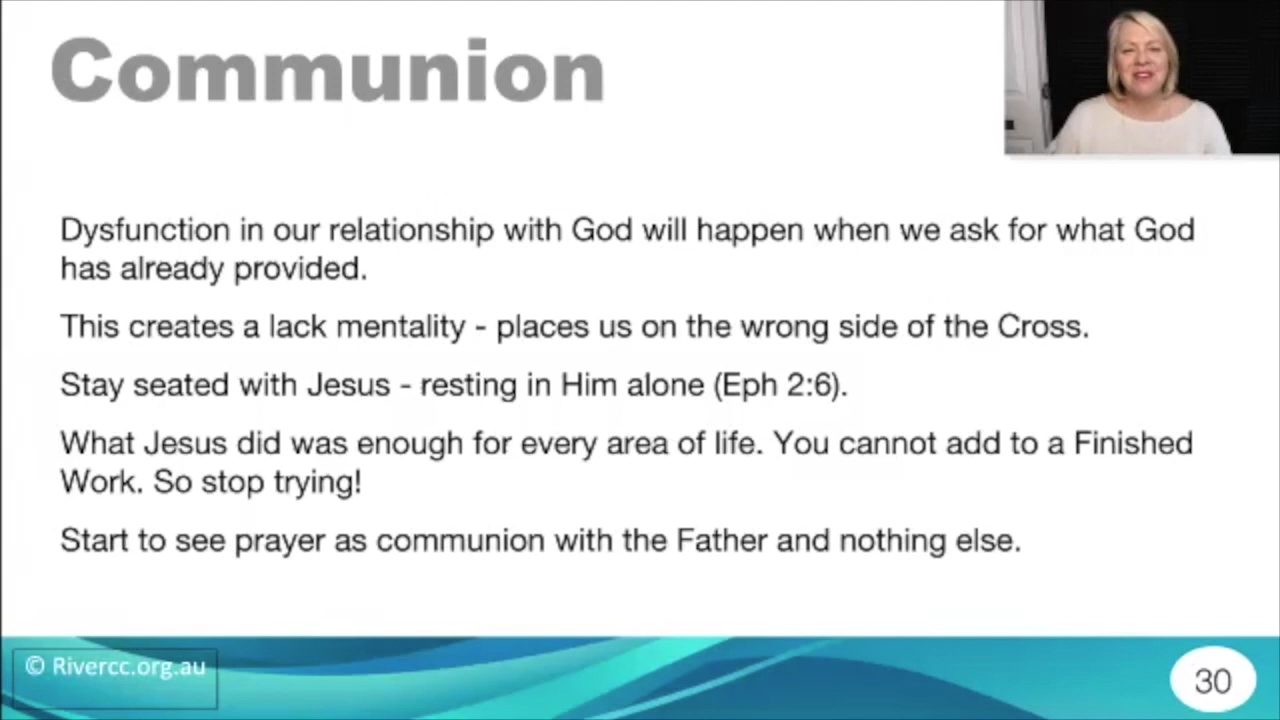 Communion
Dysfunction in our relationship with God will happen when we ask for what God
has already provided.
This creates a lack mentality - places us on the wrong side of the Cross.
Stay seated with Jesus - resting in Him alone (Eph 2:6).
What Jesus did was enough for every area of life. You cannot add to a Finished
Work. So stop trying!
Start to see prayer as communion with the Father and nothing else.
© Rivercc.org.au
30